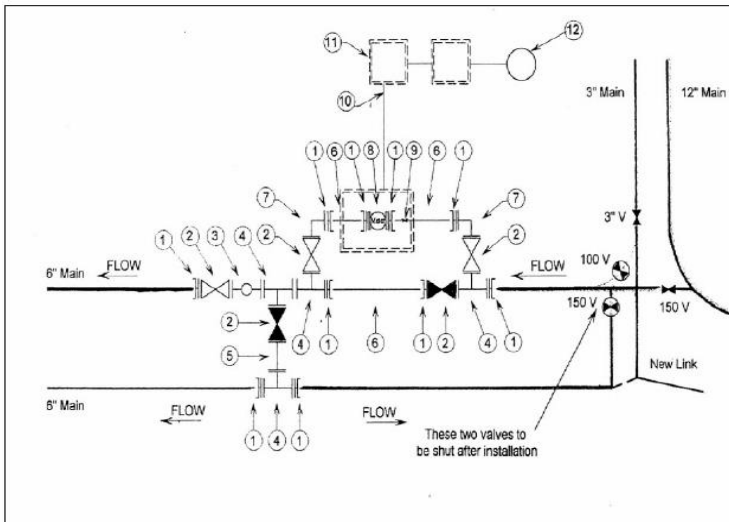 11
12
10
3" Main
12" Main
1
6
1
8
1
9
6
1
7
7
3" V
2
2
1
2
3
4
100 V
6" Main
FLOW
FLOW
150 V
150 V
2
4
1
6
1
2
4
1
5
New Link
6" Main
FLOW
1
4
1
FLOW
These two valves to
be shut after installation